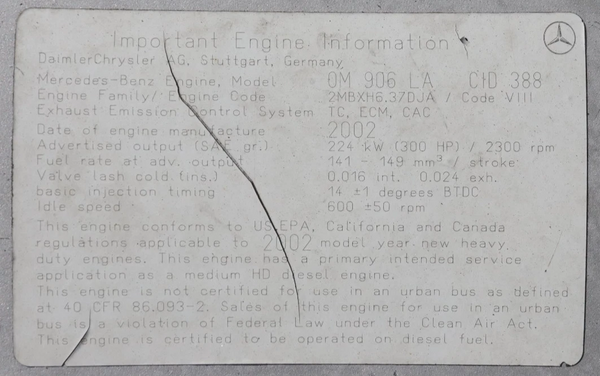 Important Engine Information
DaimlerChrysler AG, Stuttgart, Germany
Mercedes-Benz Engine, Model OM 906 LA CID 388
Engine Family/ Engine Code 2MBXH6.37DJA / Code VIII
Exhaust Emission Control System TC, ECM, CAC
Date of engine manufacture 2002
Advertised output (SAE gr.) 224 kW (300 HP) / 2300 rpm
Fuel rate at adv. output 141 - 149 mm³ / stroke
Valve lash cold (ins.) 0.016 int. 0.024 exh.
basic injection timing 14 ±1 degrees BTDC
Idle speed 600 ±50 rpm
This engine conforms to US EPA, California and Canada
regulations applicable to 2002 model year new heavy
duty engines. This engine has a primary intended service
application as a medium HD diesel engine.
This engine is not certified for use in an urban bus as defined
at 40 CFR 86.093-2. Sales of this engine for use in an urban
bus is a violation of Federal Law under the Clean Air Act.
This engine is certified to be operated on diesel fuel.